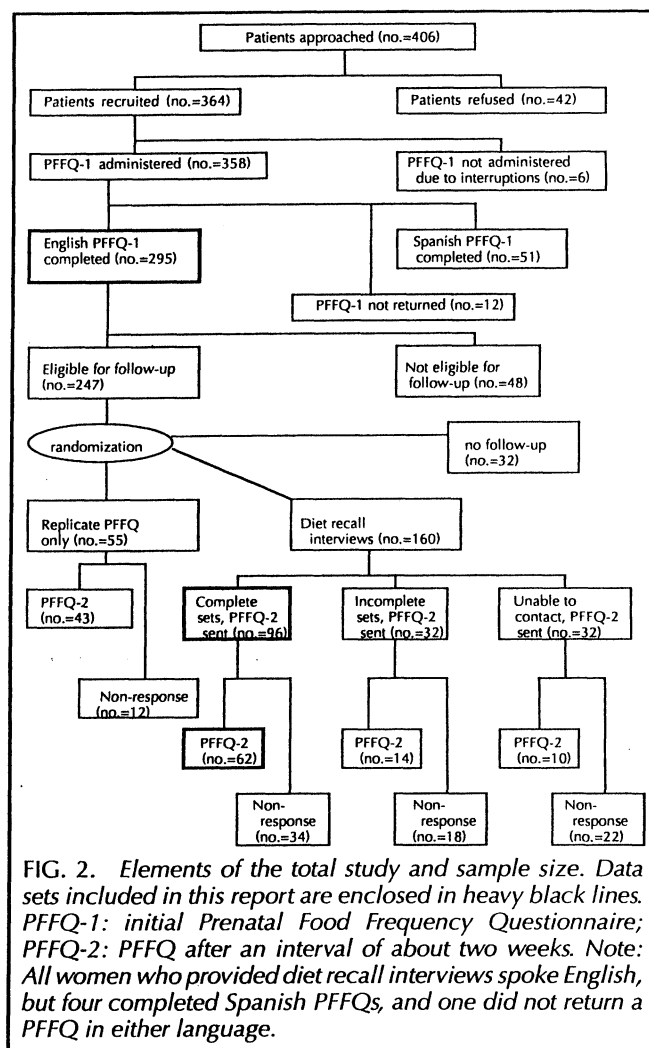 Patients approached (no.=406)
Patients recruited (no.=364)
Patients refused (no.=42)
PFFQ-1 administered (no.=358)
PFFQ-1 not administered
due to interruptions (no.=6)
English PFFQ-1
completed (no.=295)
Spanish PFFQ-1
completed (no.=51)
PFFQ-1 not returned (no.=12)
Eligible for follow-up
(no.=247)
Not eligible for
follow-up (no.=48)
randomization
no follow-up
(no.=32)
Replicate PFFQ
only (no.=55)
Diet recall
interviews (no.=160)
PFFQ-2
(no.=43)
Non-response
(no.=12)
Complete
sets, PFFQ-2
sent (no.=96)
Incomplete
sets, PFFQ-2
sent (no.=32)
Unable to
contact, PFFQ-2
sent (no.=32)
PFFQ-2
(no.=62)
PFFQ-2
(no.=14)
PFFQ-2
(no.=10)
Non-
response
(no.=34)
Non-
response
(no.=18)
Non-
response
(no.=22)
FIG. 2. Elements of the total study and sample size. Data
sets included in this report are enclosed in heavy black lines.
PFFQ-1: initial Prenatal Food Frequency Questionnaire;
PFFQ-2: PFFQ after an interval of about two weeks. Note:
All women who provided diet recall interviews spoke English,
but four completed Spanish PFFQs, and one did not return a
PFFQ in either language.